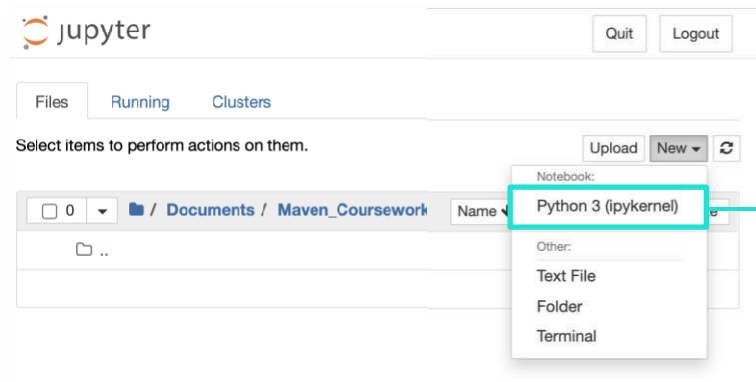 jupyter
Quit Logout
Files Running Clusters
Select items to perform actions on them.
Upload New
Notebook:
0 / Documents / Maven_Coursework Name Python 3 (ipykernel) e
..
Other:
Text File
Folder
Terminal